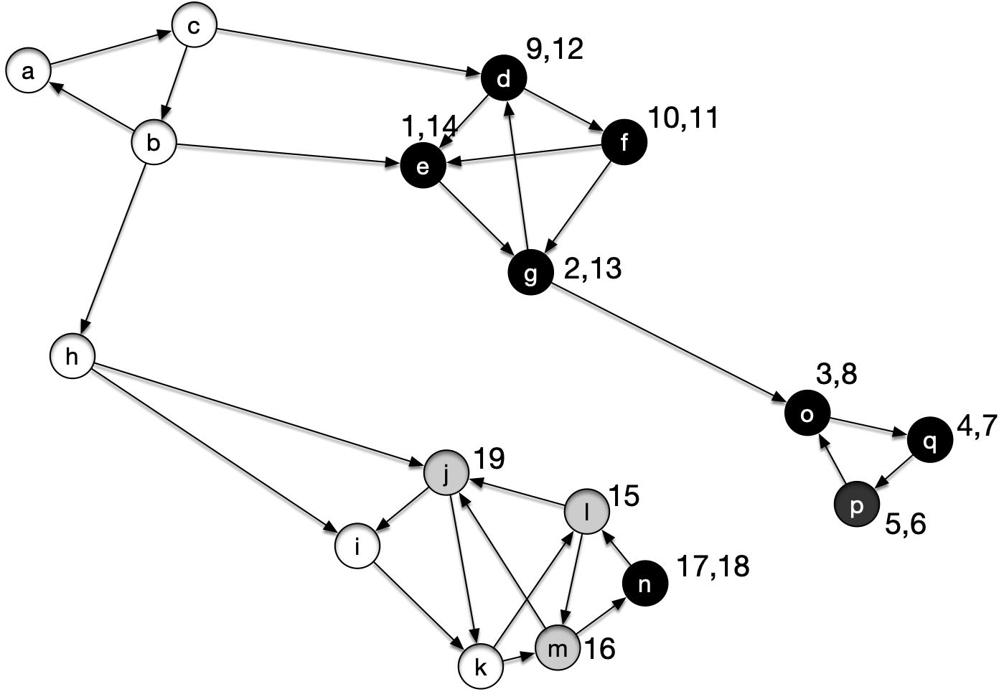 c
a
9,12
d
10,11
1,14
b
f
e
g
2,13
h
3,8
o
4,7
q
j
19
15
l
p
5,6
i
17,18
n
m
16
k